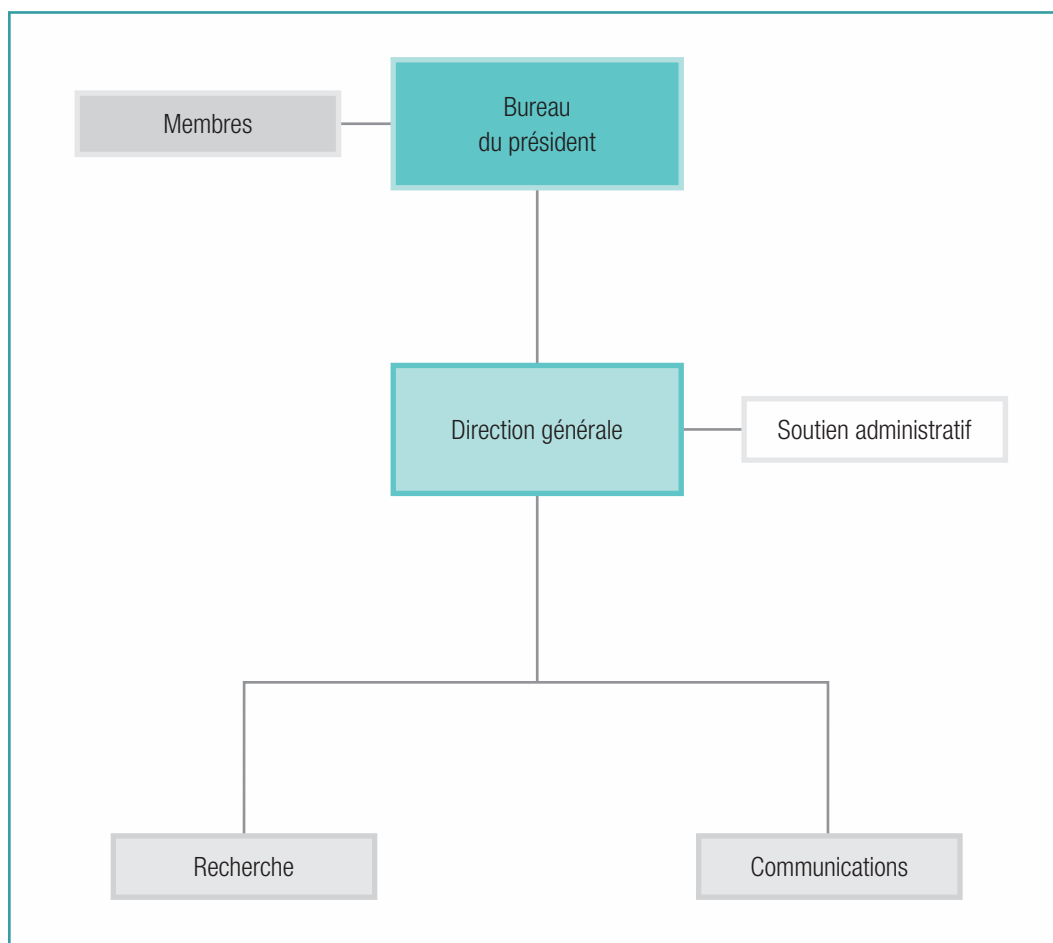 Bureau
du président
Membres
Direction générale
Soutien administratif
Recherche
Communications